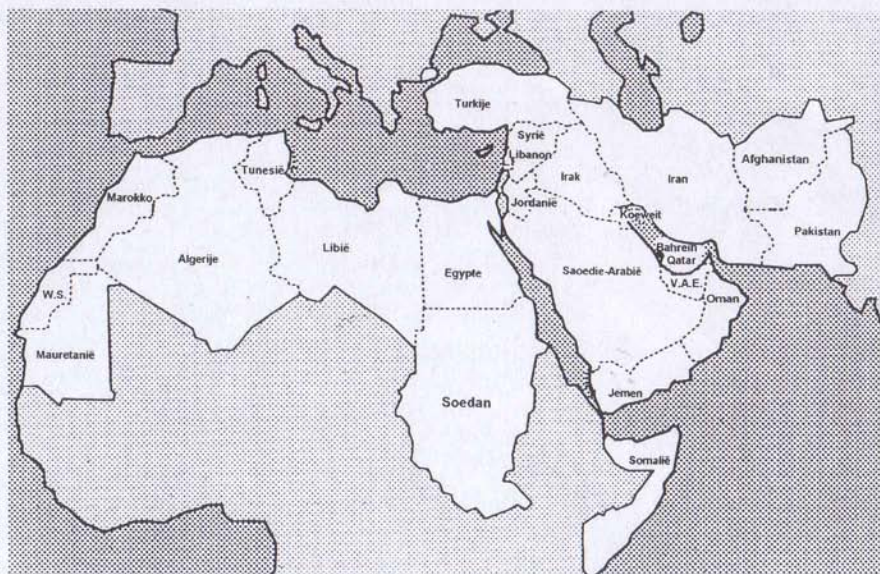 Turkije
Syrië
Libanon
Afghanistan
Tunesië
Irak
Iran
Marokko
Jordanië
Koeweit
Pakistan
Algerije
Libië
Egypte
Saoedie-Arabië
Bahrein
Qatar
V.A.E.
Oman
W.S.
Mauretanië
Jemen
Soedan
Somalië